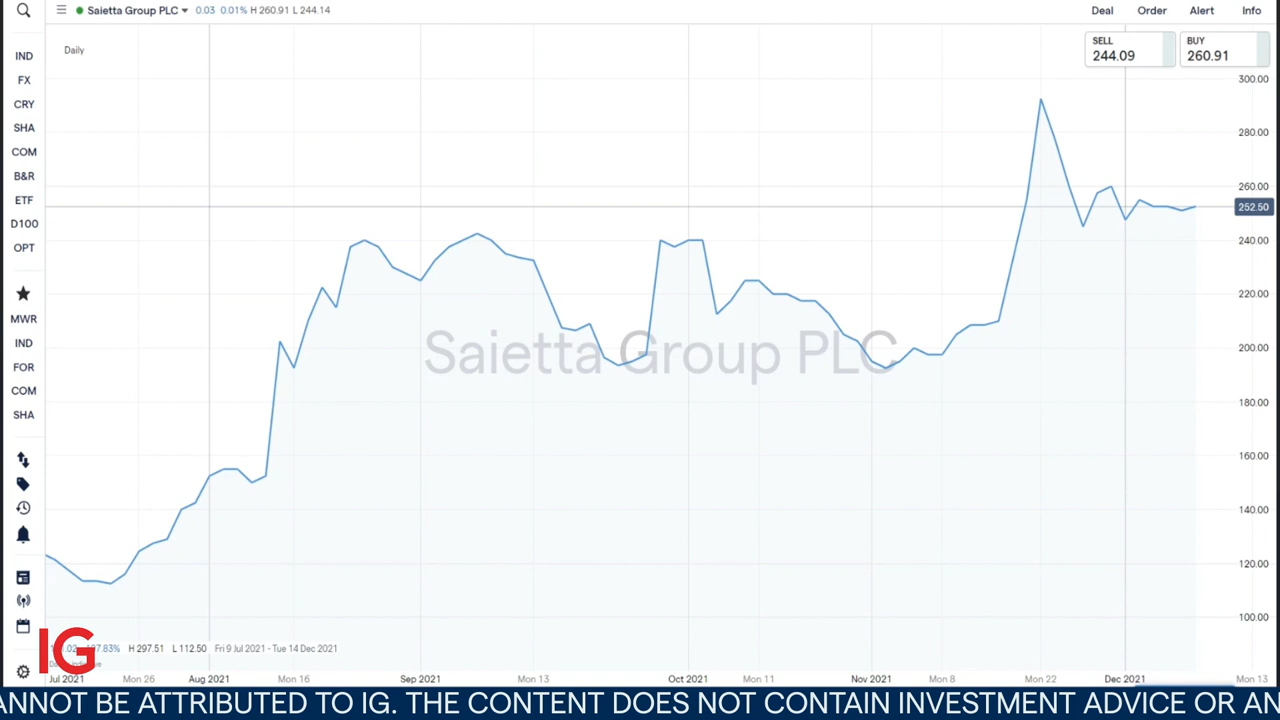 Saietta Group PLC 0.03 0.01% H 260.91 L 244.14
Deal Order Alert Info
Daily
SELL
244.09
BUY
260.91
IND
FX
CRY
SHA
COM
B&R
ETF
D100
OPT
MWR
IND
FOR
COM
SHA
300.00
280.00
260.00
252.50
240.00
220.00
200.00
180.00
160.00
140.00
120.00
100.00
Saietta Group PLC
IG
H 297.51 L 112.50 Fri 9 Jul 2021 - Tue 14 Dec 2021
Jul 2021 Mon 26 Aug 2021 Mon 16 Sep 2021 Mon 13 Oct 2021 Mon 11 Nov 2021 Mon 8 Mon 22 Dec 2021 Mon 13
ANNOT BE ATTRIBUTED TO IG. THE CONTENT DOES NOT CONTAIN INVESTMENT ADVICE OR AN